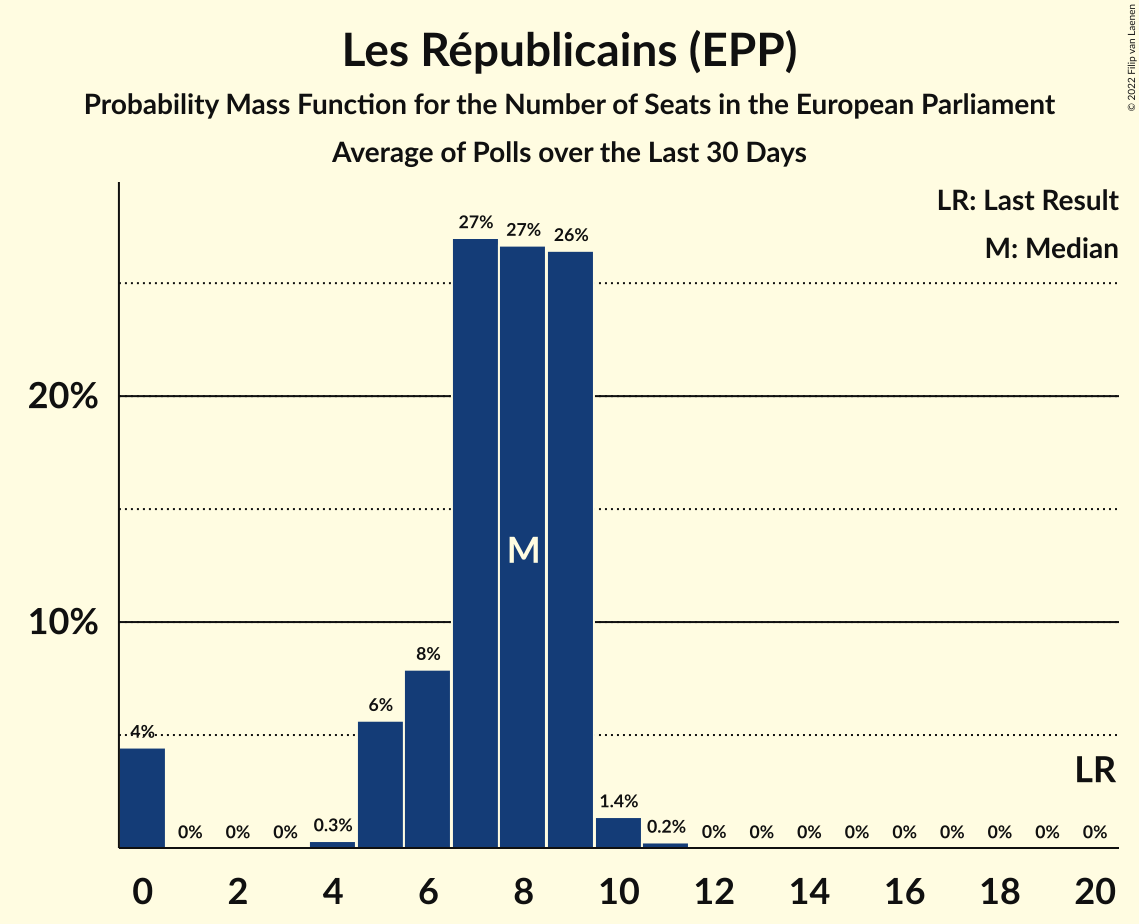 Les Républicains (EPP)
Probability Mass Function for the Number of Seats in the European Parliament
Average of Polls over the Last 30 Days
© 2022 Filip van Laenen
LR: Last Result
M: Median
27% 27% 26%
20%
M
10%
8%
6%
4%
LR
0% 0% 0% 0.3% 1.4% 0.2% 0% 0% 0% 0% 0% 0% 0% 0% 0%
0 2 4 6 8 10 12 14 16 18 20